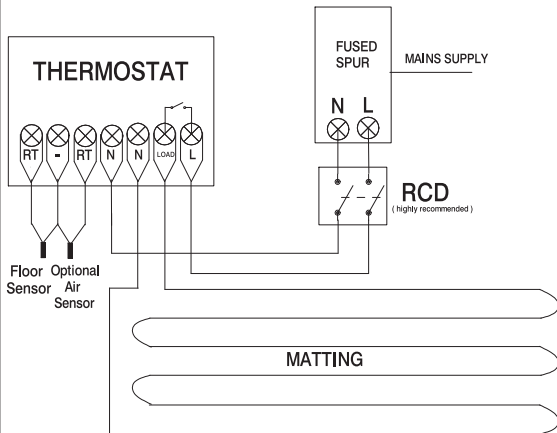 THERMOSTAT
RT
-
RT
N
N
LOAD
L
Floor
Sensor
Optional
Air
Sensor
FUSED
SPUR
N
L
MAINS SUPPLY
RCD
( highly recommended )
MATTING